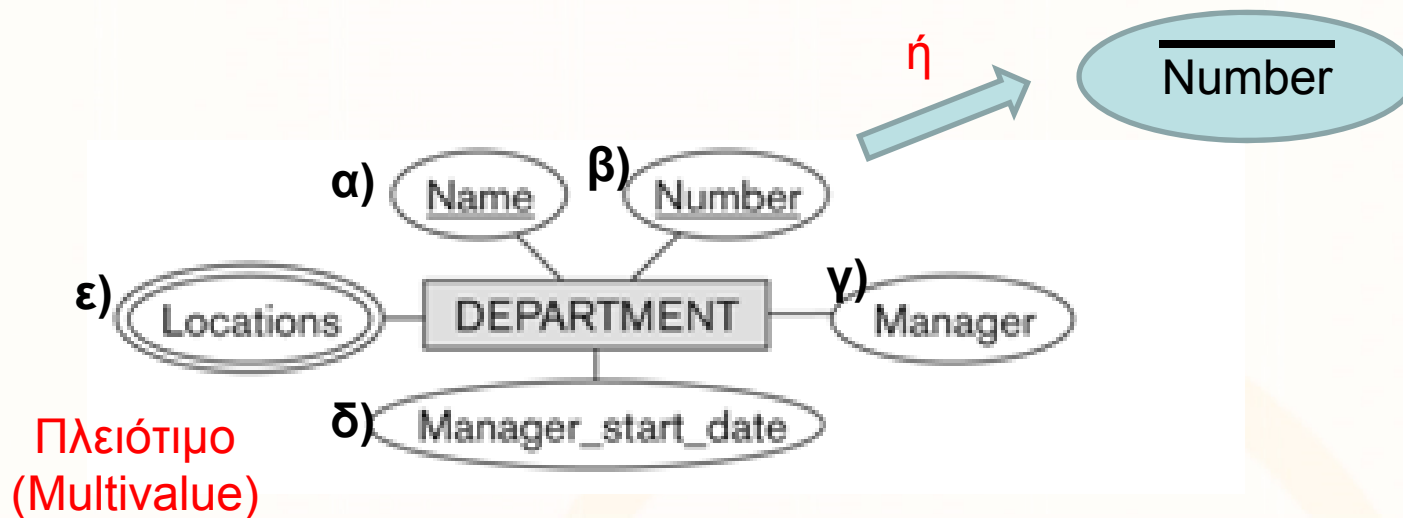 ή
Number
α) Name
β) Number
ε) Locations
DEPARTMENT
γ) Manager
δ) Manager_start_date
Πλειότιμο
(Multivalue)